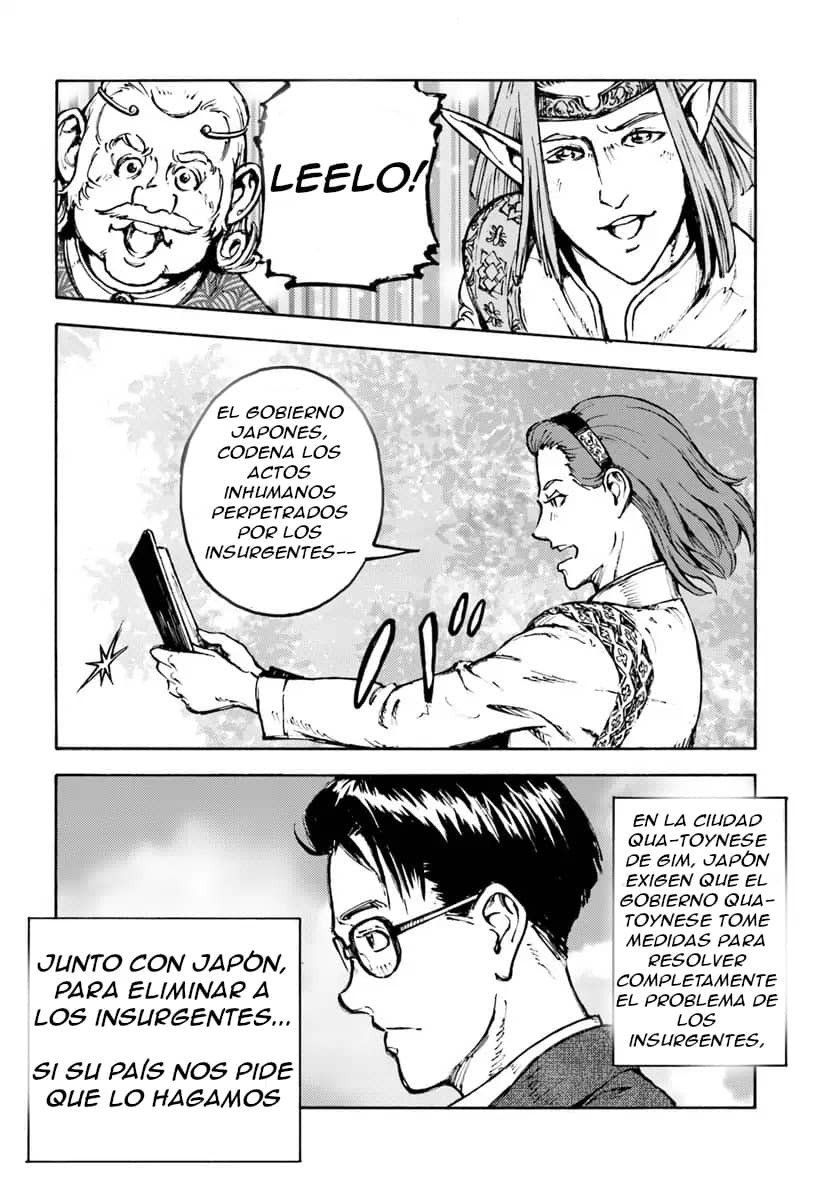 LEELO!
EL GOBIERNO
JAPONES,
CODENA LOS
ACTOS
INHUMANOS
PERPETRADOS
POR LOS
INSURGENTES--
EN LA CIUDAD
QUA-TOYNESE
DE GIM, JAPÓN
EXIGEN QUE EL
GOBIERNO QUA-
TOYNESE TOME
MEDIDAS PARA
RESOLVER
COMPLETAMENTE
EL PROBLEMA DE
LOS
INSURGENTES,
JUNTO CON JAPÓN,
PARA ELIMINAR A
LOS INSURGENTES...
SI SU PAÍS NOS PIDE
QUE LO HAGAMOS